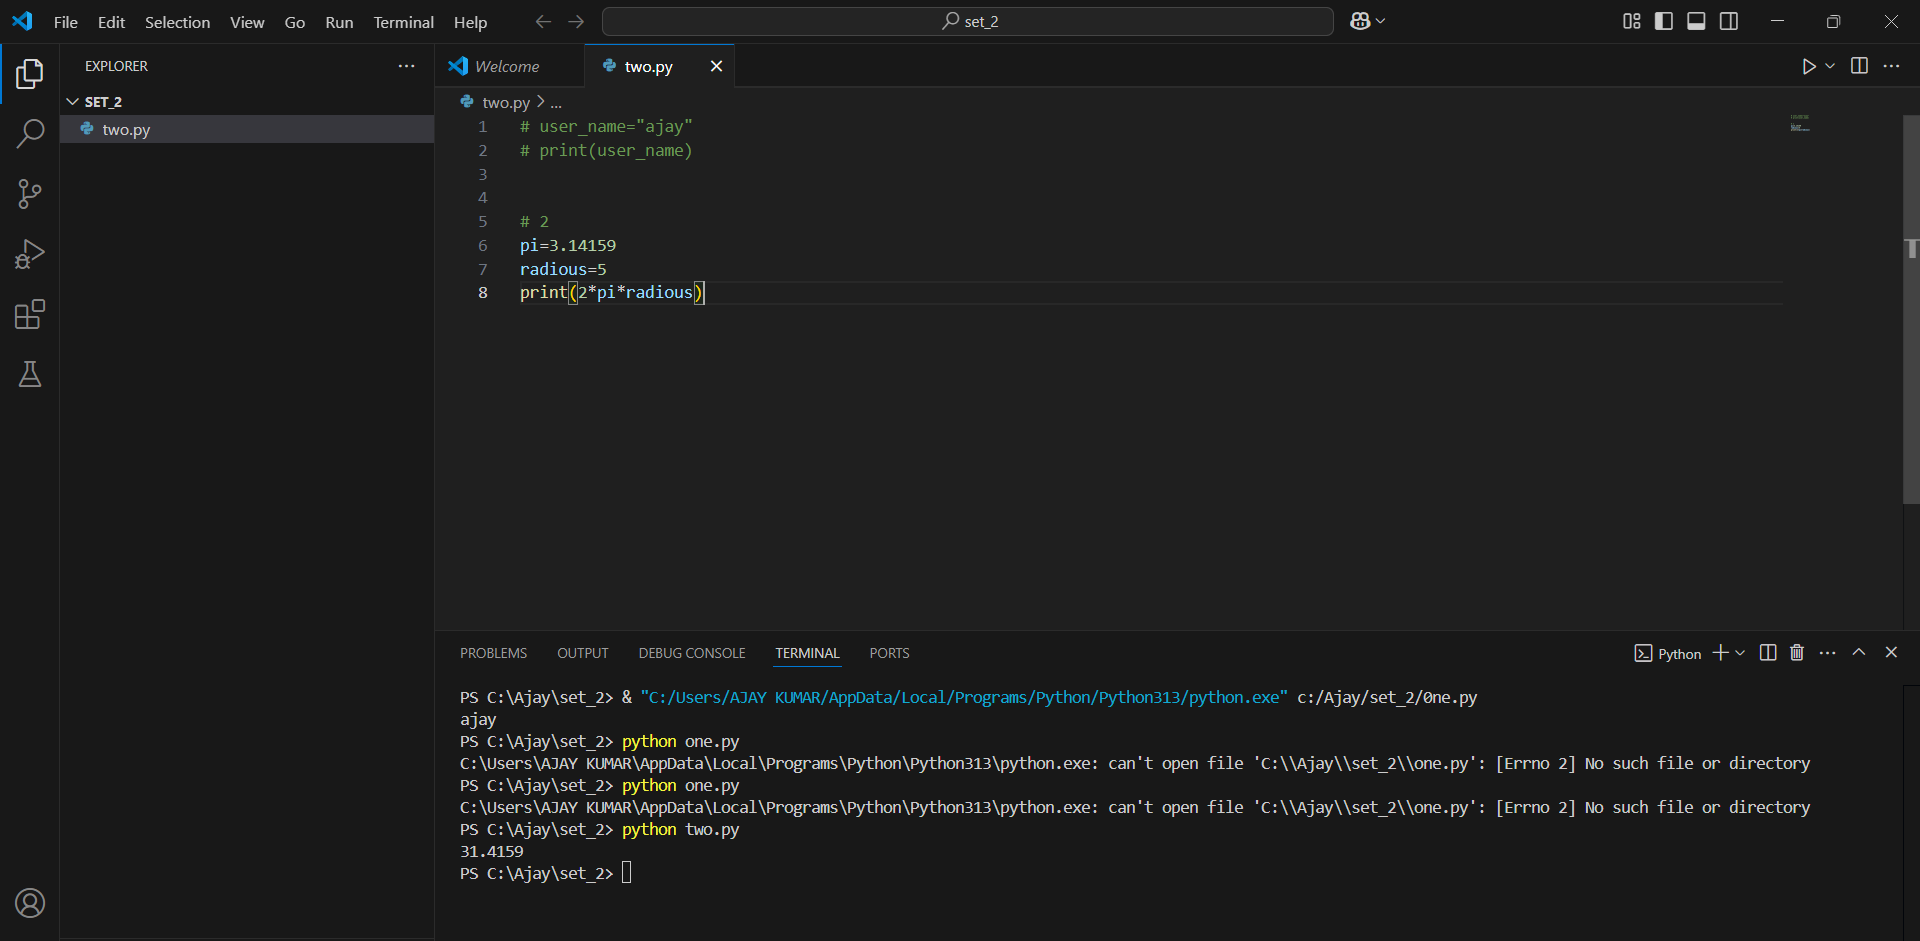 File Edit Selection View Go Run Terminal Help
set_2
EXPLORER
SET_2
two.py
Welcome
two.py
two.py > ...
1 # user_name="ajay"
2 # print(user_name)
3
4
5 # 2
6 pi=3.14159
7 radious=5
8 print(2*pi*radious)
PROBLEMS OUTPUT DEBUG CONSOLE TERMINAL PORTS
Python
PS C:\Ajay\set_2> & "C:/Users/AJAY KUMAR/AppData/Local/Programs/Python/Python313/python.exe" c:/Ajay/set_2/0ne.py
ajay
PS C:\Ajay\set_2> python one.py
C:\Users\AJAY KUMAR\AppData\Local\Programs\Python\Python313\python.exe: can't open file 'C:\\Ajay\\set_2\\one.py': [Errno 2] No such file or directory
PS C:\Ajay\set_2> python one.py
C:\Users\AJAY KUMAR\AppData\Local\Programs\Python\Python313\python.exe: can't open file 'C:\\Ajay\\set_2\\one.py': [Errno 2] No such file or directory
PS C:\Ajay\set_2> python two.py
31.4159
PS C:\Ajay\set_2>